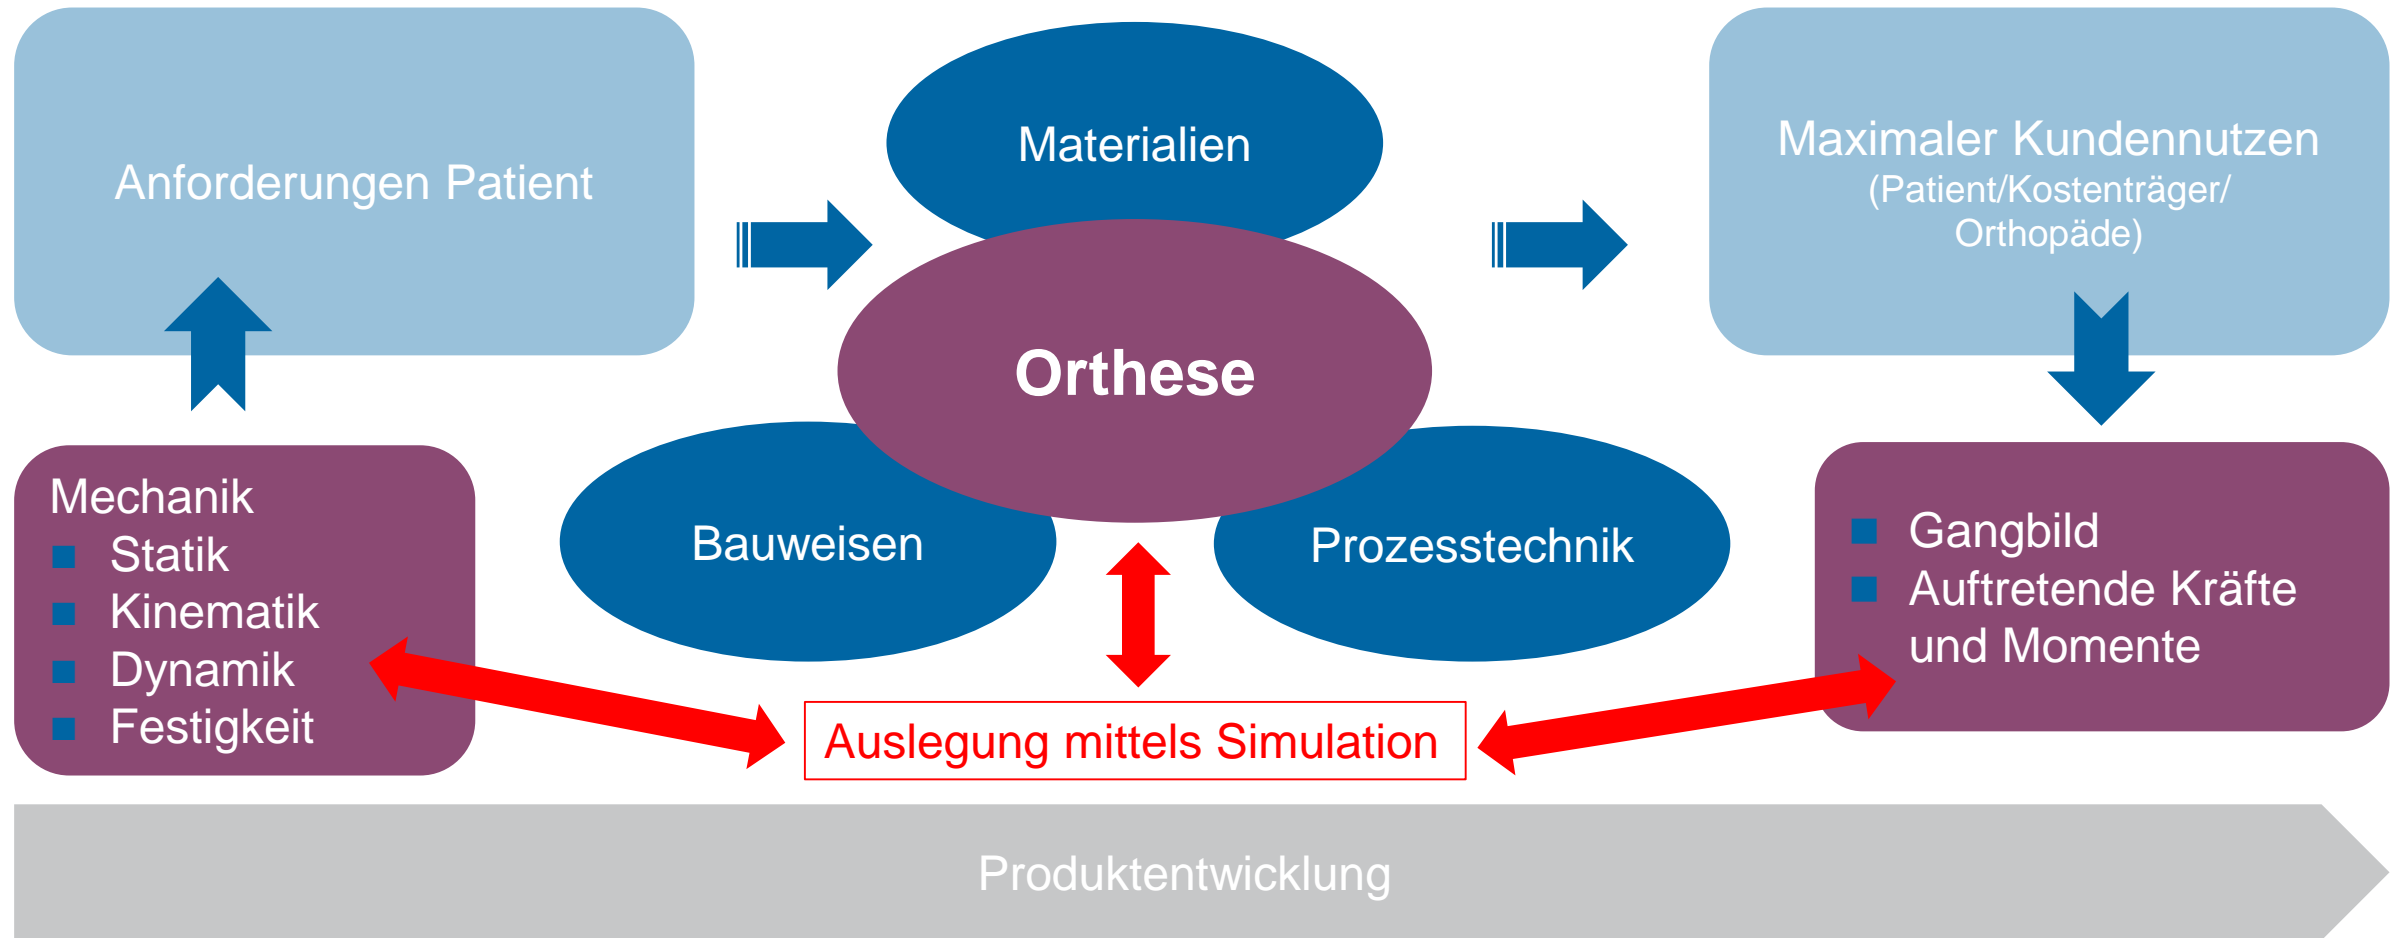 Anforderungen Patient
Materialien
Maximaler Kundennutzen
(Patient/Kostenträger/
Orthopäde)
Orthese
Mechanik
Statik
Kinematik
Dynamik
Festigkeit
Bauweisen
Prozesstechnik
Gangbild
Auftretende Kräfte
und Momente
Auslegung mittels Simulation
Produktentwicklung